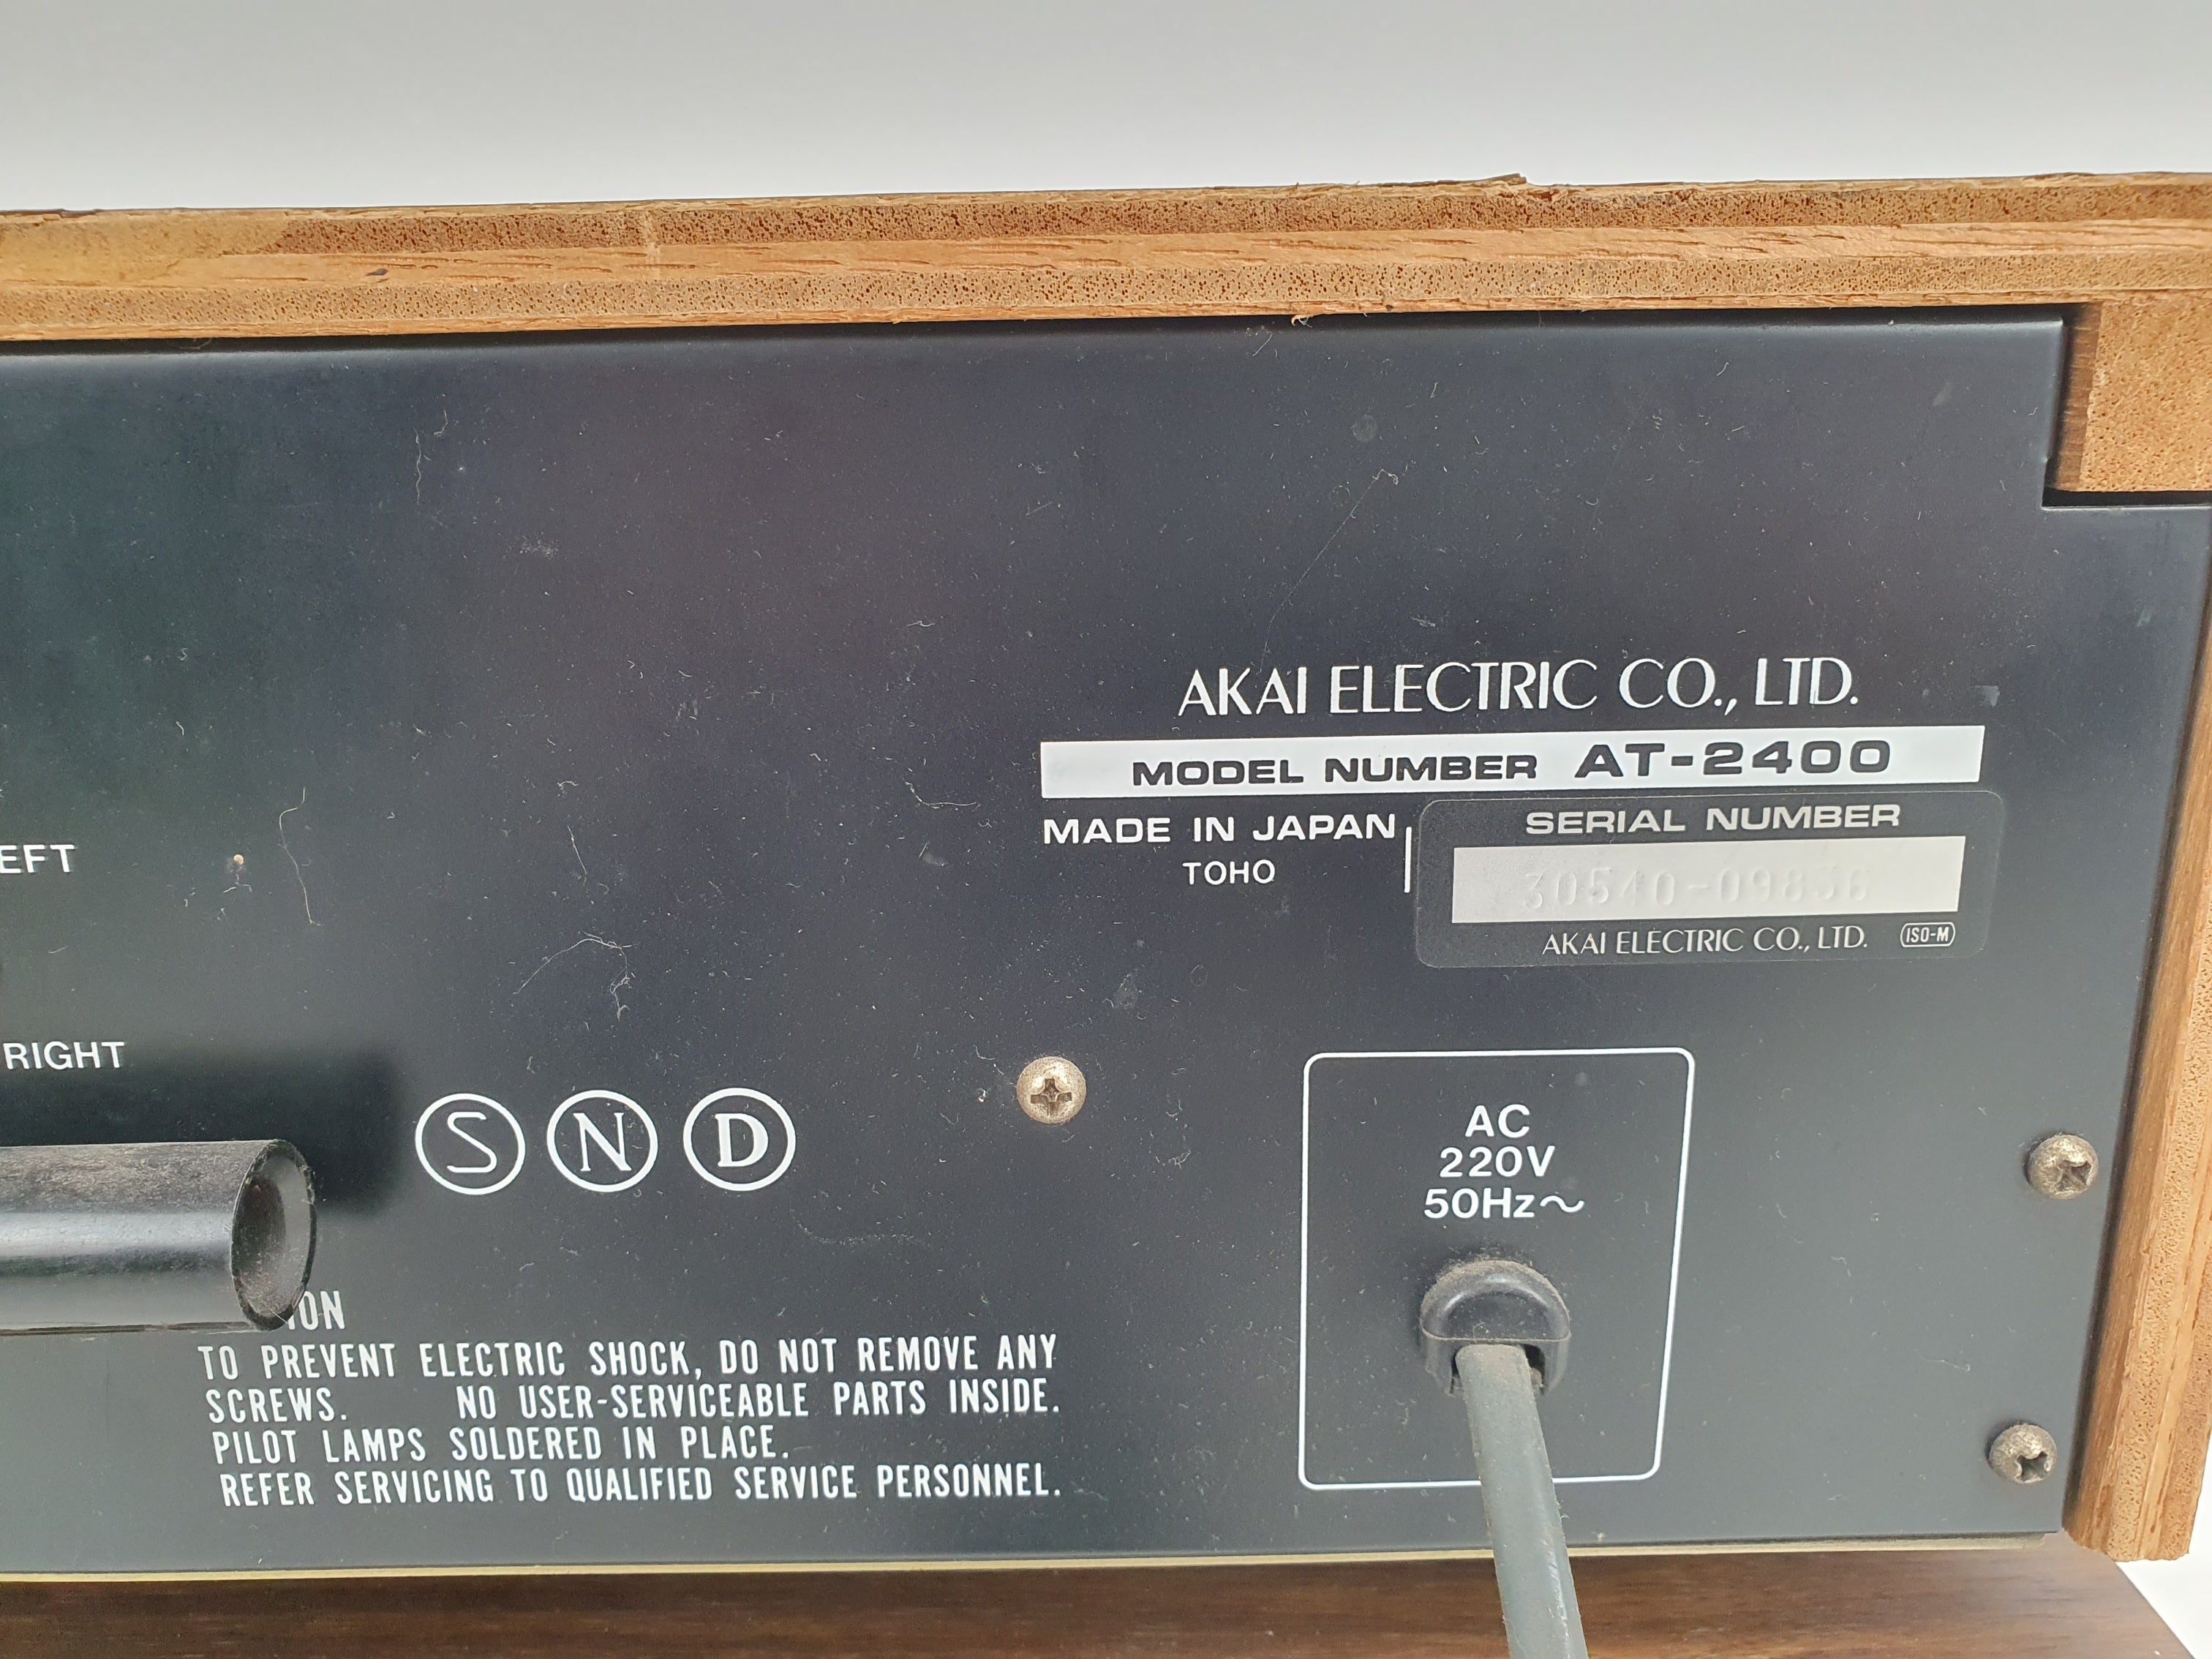 AKAI ELECTRIC CO., LTD.
MODEL NUMBER AT-2400
MADE IN JAPAN
TOHO
SERIAL NUMBER
AKAI ELECTRIC CO., LTD. ISO-M
EFT
RIGHT
S N D
AC
220V
50Hz~
ION
TO PREVENT ELECTRIC SHOCK, DO NOT REMOVE ANY
SCREWS. NO USER-SERVICEABLE PARTS INSIDE.
PILOT LAMPS SOLDERED IN PLACE.
REFER SERVICING TO QUALIFIED SERVICE PERSONNEL.